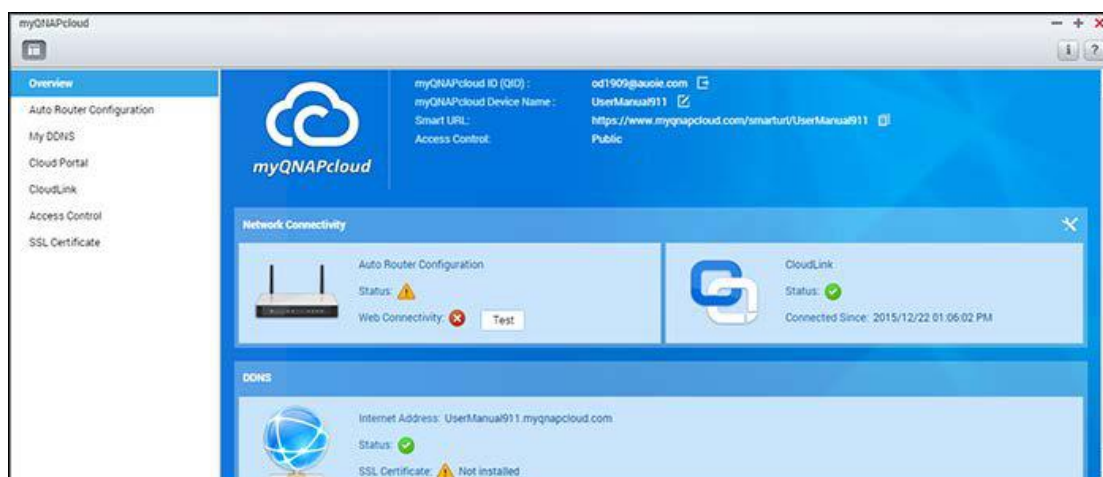 myQNAPcloud
Overview
Auto Router Configuration
My DDNS
Cloud Portal
CloudLink
Access Control
SSL Certificate
myQNAPcloud
myQNAPcloud ID (QID) : od1909@auoie.com
myQNAPcloud Device Name : UserManual911
Smart URL: https://www.myqnapcloud.com/smarturl/UserManual911
Access Control: Public
Network Connectivity
Auto Router Configuration
Status:
Web Connectivity: Test
CloudLink
Status:
Connected Since: 2015/12/22 01:06:02 PM
DDNS
Internet Address: UserManual911.myqnapcloud.com
Status:
SSL Certificate: Not installed